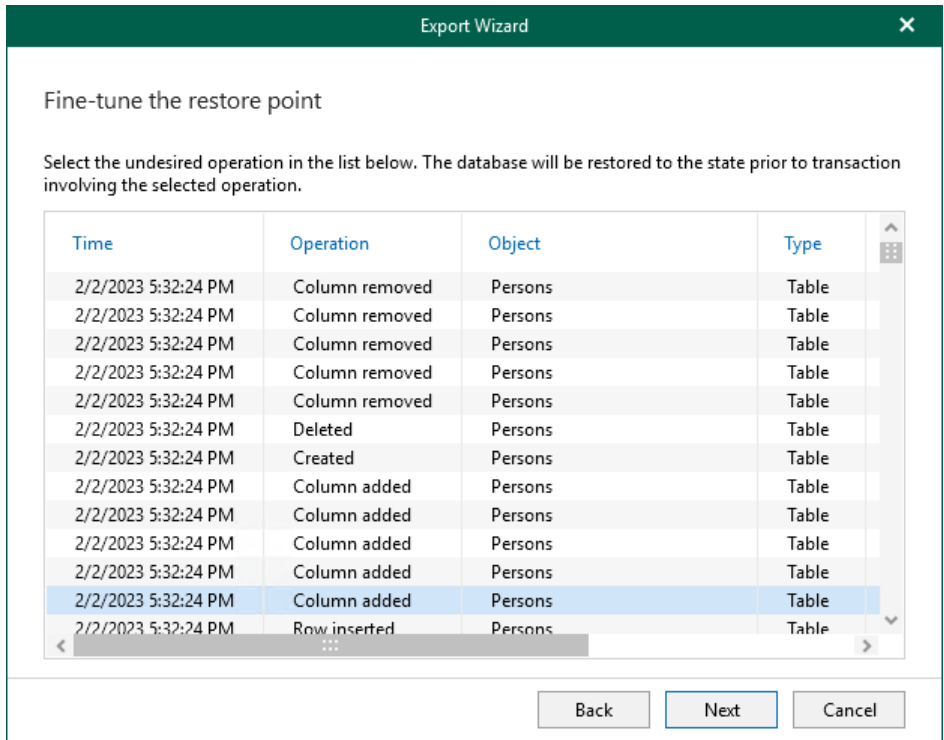 Export Wizard
Fine-tune the restore point
Select the undesired operation in the list below. The database will be restored to the state prior to transaction
involving the selected operation.
Time Operation Object Type
2/2/2023 5:32:24 PM Column removed Persons Table
2/2/2023 5:32:24 PM Column removed Persons Table
2/2/2023 5:32:24 PM Column removed Persons Table
2/2/2023 5:32:24 PM Column removed Persons Table
2/2/2023 5:32:24 PM Column removed Persons Table
2/2/2023 5:32:24 PM Deleted Persons Table
2/2/2023 5:32:24 PM Created Persons Table
2/2/2023 5:32:24 PM Column added Persons Table
2/2/2023 5:32:24 PM Column added Persons Table
2/2/2023 5:32:24 PM Column added Persons Table
2/2/2023 5:32:24 PM Column added Persons Table
2/2/2023 5:32:24 PM Column added Persons Table
2/2/2023 5:32:24 PM Row inserted Persons Table
Back Next Cancel